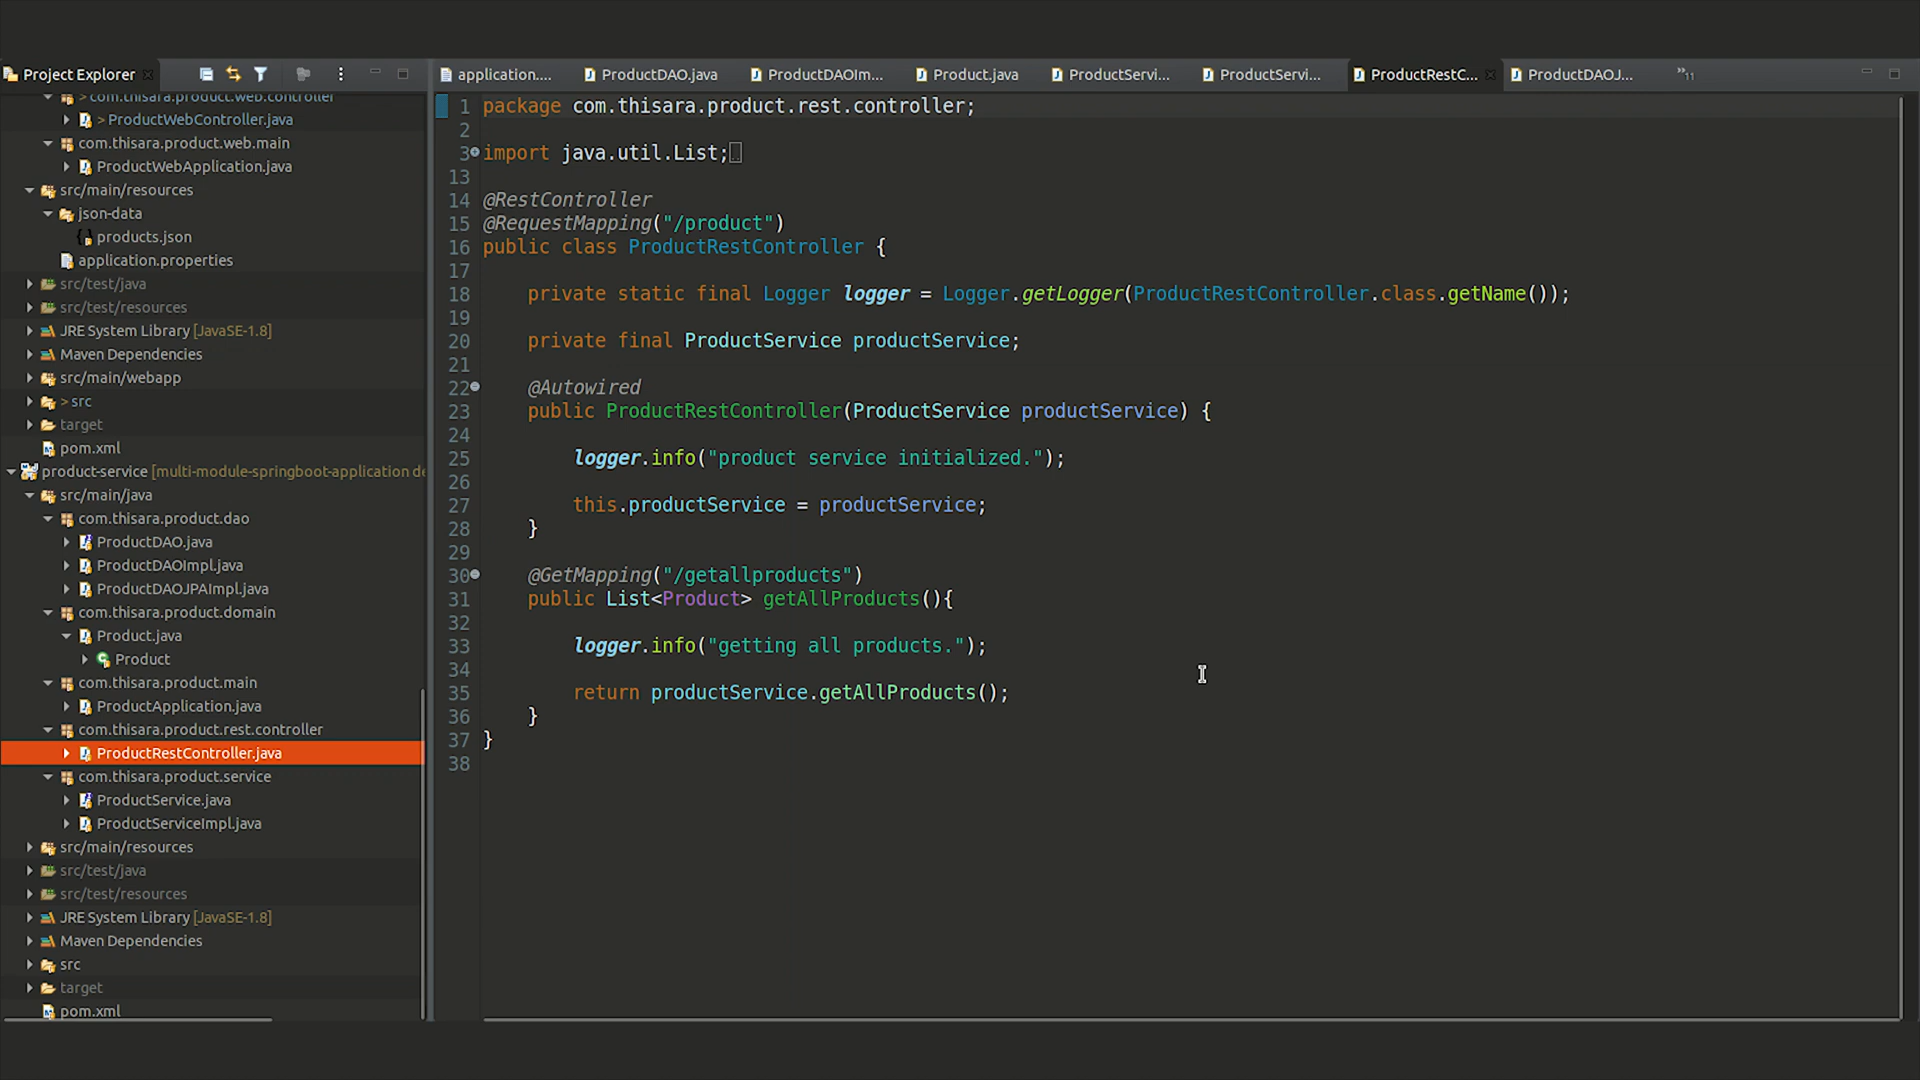 Project Explorer
> com.thisara.product.web.controller
> ProductWebController.java
com.thisara.product.web.main
ProductWebApplication.java
src/main/resources
json-data
products.json
application.properties
src/test/java
src/test/resources
JRE System Library [JavaSE-1.8]
Maven Dependencies
src/main/webapp
> src
target
pom.xml
product-service [multi-module-springboot-application de
src/main/java
com.thisara.product.dao
ProductDAO.java
ProductDAOImpl.java
ProductDAOJPAImpl.java
com.thisara.product.domain
Product.java
Product
com.thisara.product.main
ProductApplication.java
com.thisara.product.rest.controller
ProductRestController.java
com.thisara.product.service
ProductService.java
ProductServiceImpl.java
src/main/resources
src/test/java
src/test/resources
JRE System Library [JavaSE-1.8]
Maven Dependencies
src
target
pom.xml
application.... ProductDAO.java ProductDAOIm... Product.java ProductServi... ProductServi... ProductRestC... ProductDAOJ... »11
1 package com.thisara.product.rest.controller;
2
3 import java.util.List;
13
14 @RestController
15 @RequestMapping("/product")
16 public class ProductRestController {
17
18 private static final Logger logger = Logger.getLogger(ProductRestController.class.getName());
19
20 private final ProductService productService;
21
22 @Autowired
23 public ProductRestController(ProductService productService) {
24
25 logger.info("product service initialized.");
26
27 this.productService = productService;
28 }
29
30 @GetMapping("/getallproducts")
31 public List<Product> getAllProducts(){
32
33 logger.info("getting all products.");
34
35 return productService.getAllProducts();
36 }
37 }
38